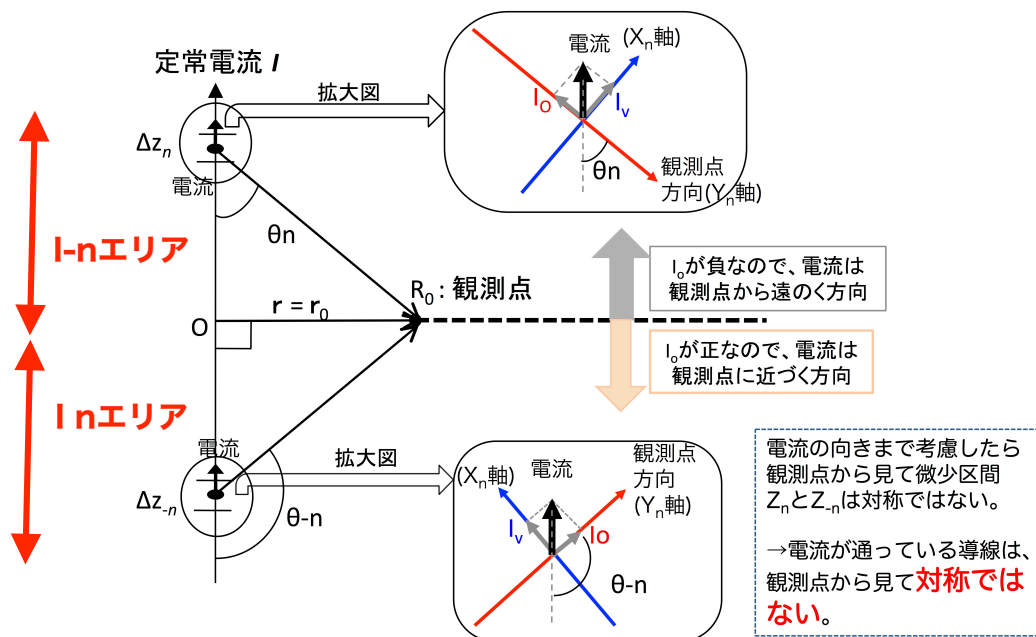 定常電流 I
拡大図
電流
(Xn軸)
IO
Iv
θn
観測点
方向(Yn軸)
Δzn
電流
θn
I-nエリア
R0 : 観測点
r = r0
O
Ioが負なので、電流は
観測点から遠のく方向
Ioが正なので、電流は
観測点に近づく方向
I nエリア
電流
拡大図
Δz-n
θ-n
(Xn軸)
電流
観測点
方向
(Yn軸)
Iv
Io
θ-n
電流の向きまで考慮したら
観測点から見て微少区間
ZnとZ-nは対称ではない。
→電流が通っている導線は、
観測点から見て対称では
ない。